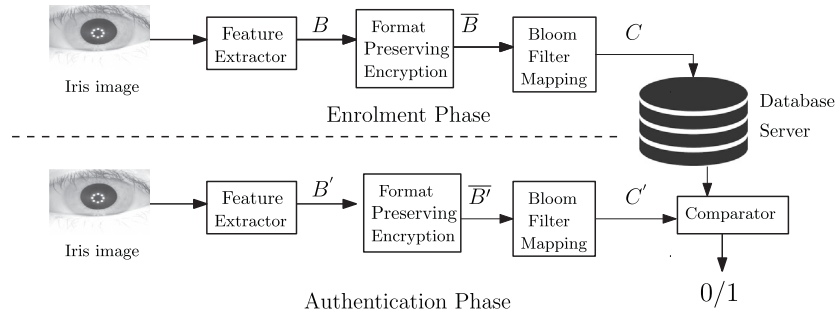 Iris image
Feature
Extractor
B
Format
Preserving
Encryption
B̅
Bloom
Filter
Mapping
C
Database
Server
Enrolment Phase
Iris image
Feature
Extractor
B′
Format
Preserving
Encryption
B̅′
Bloom
Filter
Mapping
C′
Comparator
0/1
Authentication Phase